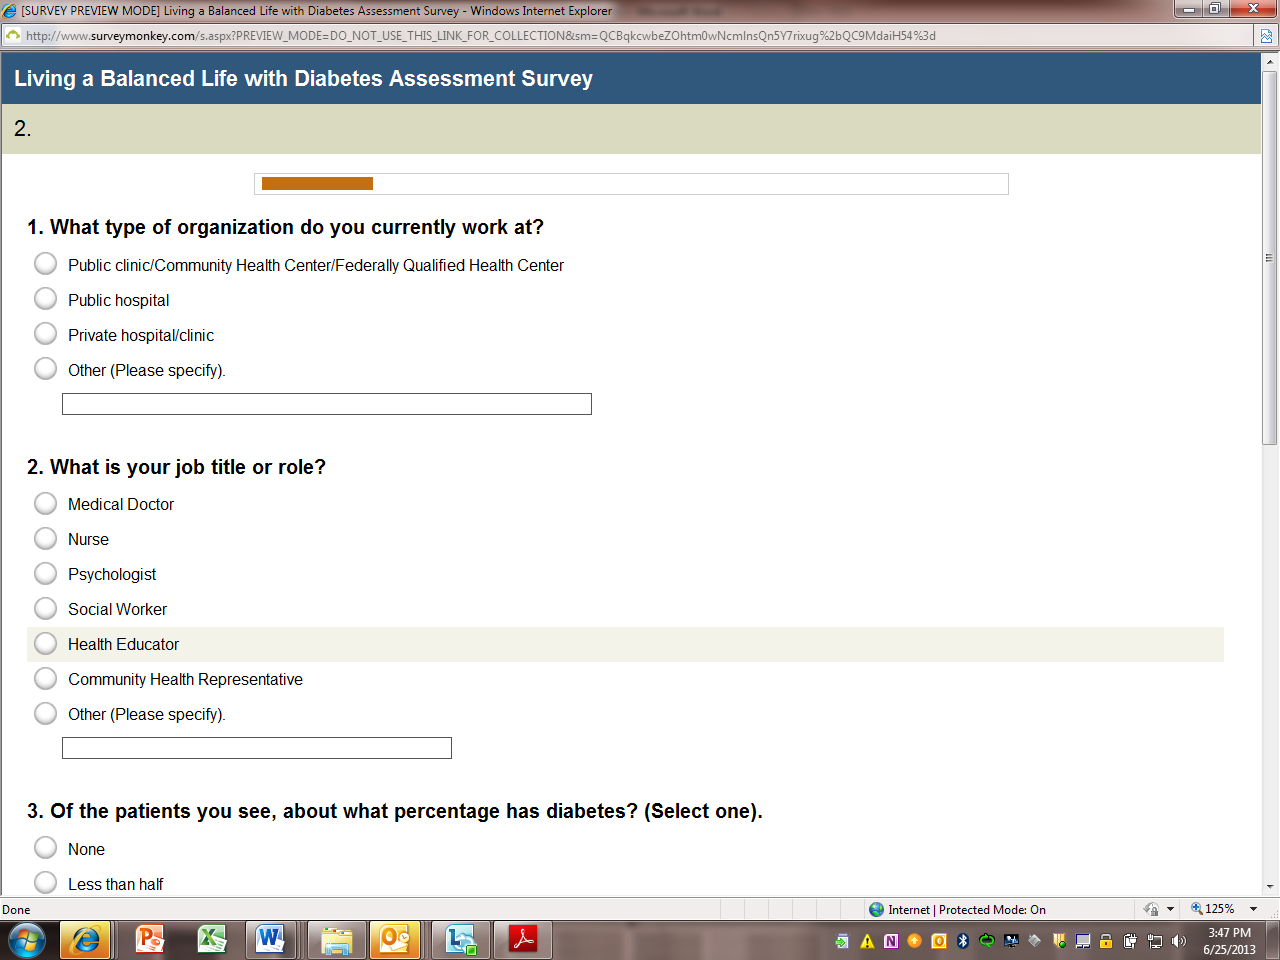 [SURVEY PREVIEW MODE] Living a Balanced Life with Diabetes Assessment Survey - Windows Internet Explorer
http://www.surveymonkey.com/s.aspx?PREVIEW_MODE=DO_NOT_USE_THIS_LINK_FOR_COLLECTION&sm=QCBqkcwbeZOhtm0wNcmInsQn5Y7rixug%2bQC9MdaiH54%3d
Living a Balanced Life with Diabetes Assessment Survey
2.
1. What type of organization do you currently work at?
Public clinic/Community Health Center/Federally Qualified Health Center
Public hospital
Private hospital/clinic
Other (Please specify).
2. What is your job title or role?
Medical Doctor
Nurse
Psychologist
Social Worker
Health Educator
Community Health Representative
Other (Please specify).
3. Of the patients you see, about what percentage has diabetes? (Select one).
None
Less than half
Done
Internet | Protected Mode: On
125%
3:47 PM
6/25/2013